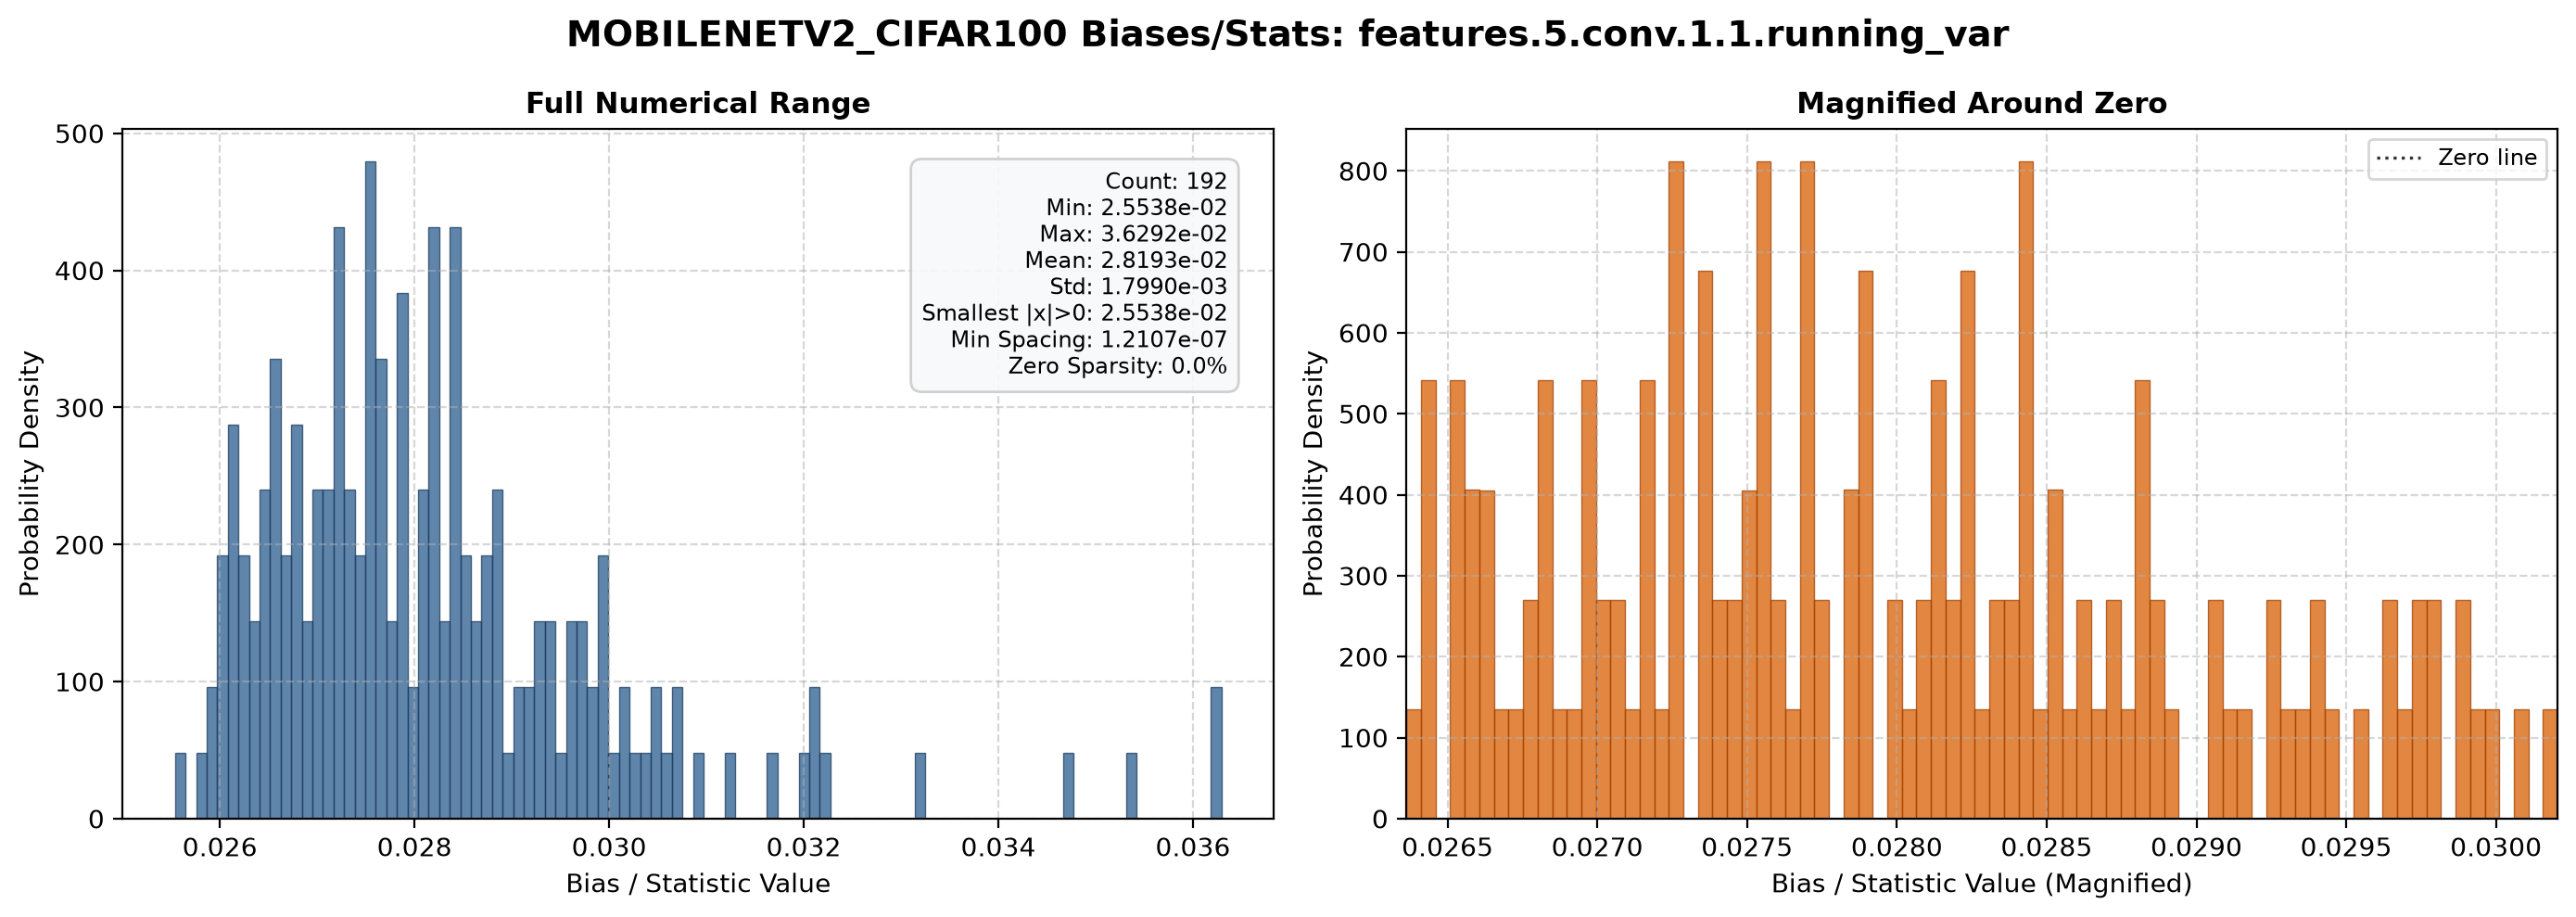 MOBILENETV2_CIFAR100 Biases/Stats: features.5.conv.1.1.running_var
Full Numerical Range
Probability Density
500
400
300
200
100
0
Count: 192
Min: 2.5538e-02
Max: 3.6292e-02
Mean: 2.8193e-02
Std: 1.7990e-03
Smallest |x|>0: 2.5538e-02
Min Spacing: 1.2107e-07
Zero Sparsity: 0.0%
0.026 0.028 0.030 0.032 0.034 0.036
Bias / Statistic Value
Magnified Around Zero
Probability Density
800
700
600
500
400
300
200
100
0
Zero line
0.0265 0.0270 0.0275 0.0280 0.0285 0.0290 0.0295 0.0300
Bias / Statistic Value (Magnified)